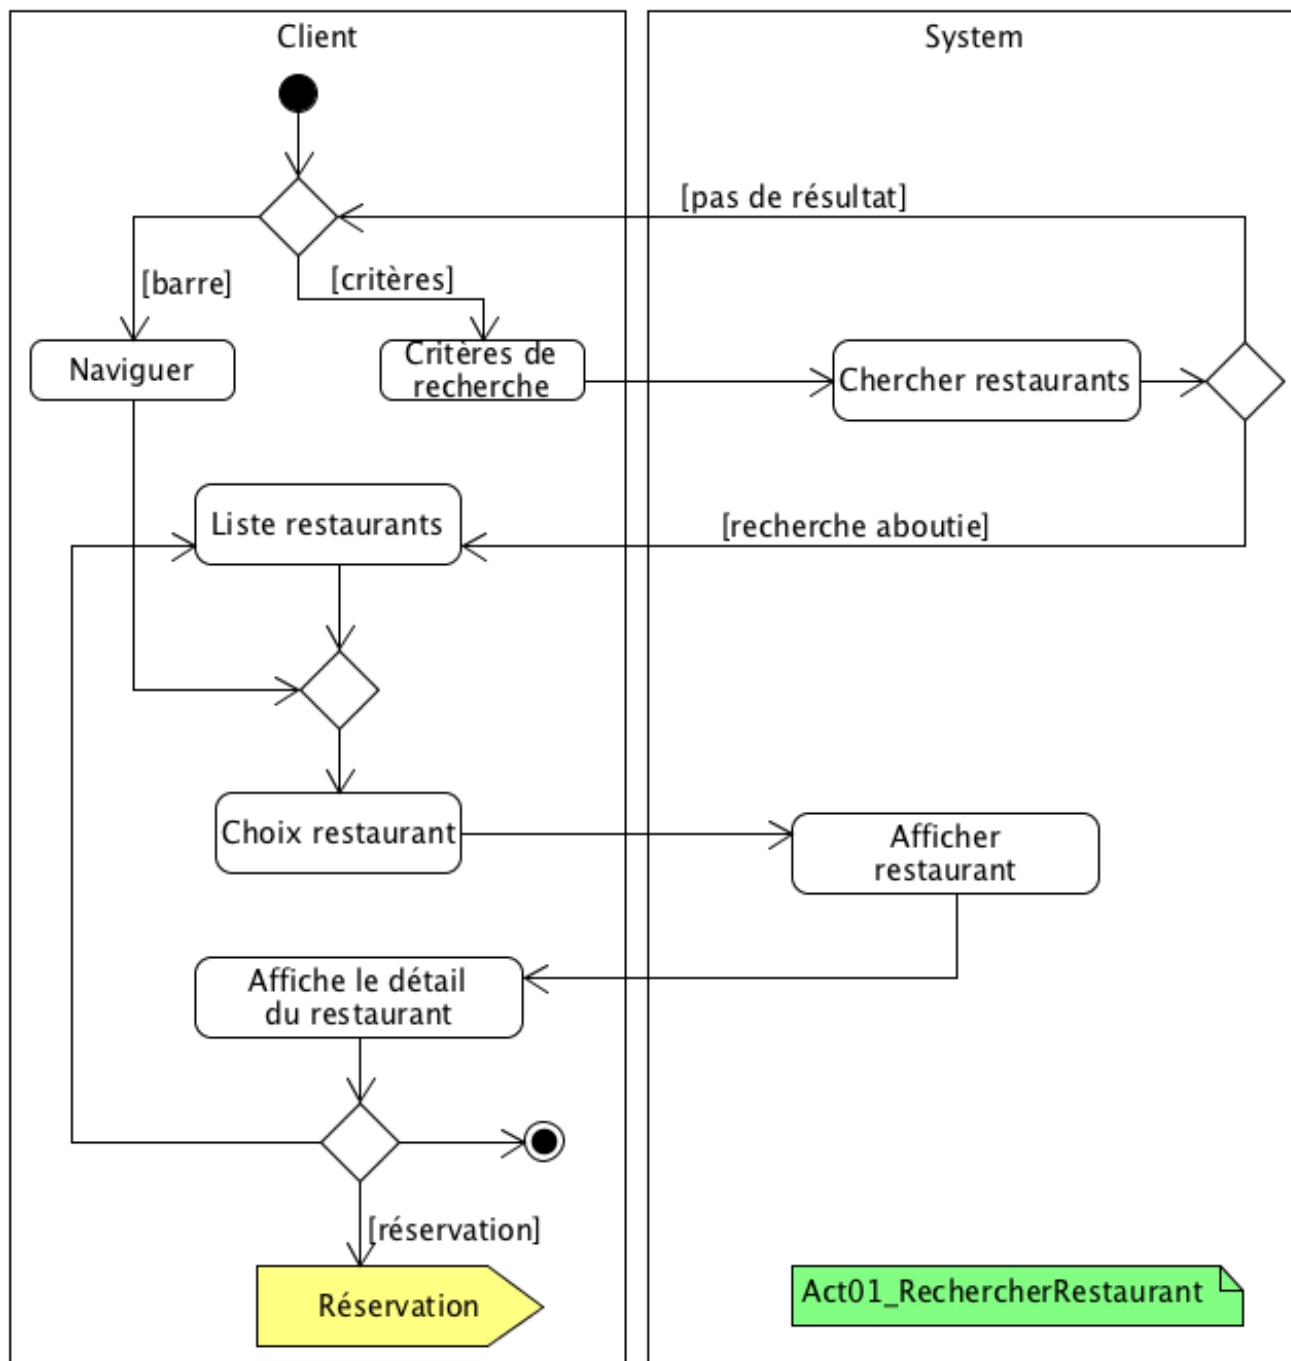 Client
System
[pas de résultat]
[barre]
[critères]
Naviguer
Critères de
recherche
Chercher restaurants
Liste restaurants
[recherche aboutie]
Choix restaurant
Afficher
restaurant
Affiche le détail
du restaurant
[réservation]
Réservation
Act01_RechercherRestaurant